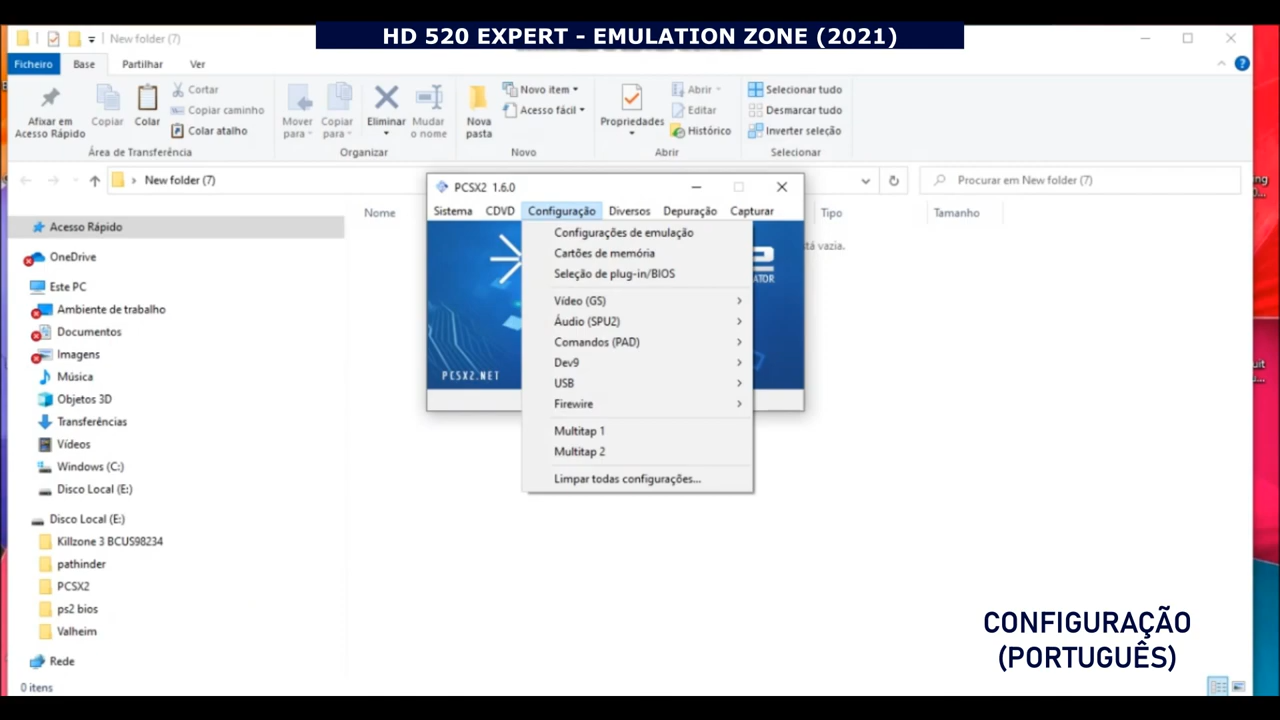 HD 520 EXPERT - EMULATION ZONE (2021)
New folder (7)
Ficheiro Base Partilhar Ver
Afixar em Acesso Rápido
Copiar
Colar
Cortar
Copiar caminho
Colar atalho
Área de Transferência
Mover para
Copiar para
Eliminar
Mudar o nome
Organizar
Nova pasta
Novo item
Acesso fácil
Novo
Propriedades
Abrir
Editar
Histórico
Abrir
Selecionar tudo
Desmarcar tudo
Inverter seleção
Selecionar
New folder (7)
Procurar em New folder (7)
Nome
Tipo
Tamanho
tá vazia.
Acesso Rápido
OneDrive
Este PC
Ambiente de trabalho
Documentos
Imagens
Música
Objetos 3D
Transferências
Vídeos
Windows (C:)
Disco Local (E:)
Disco Local (E:)
Killzone 3 BCUS98234
pathinder
PCSX2
ps2 bios
Valheim
Rede
0 itens
PCSX2 1.6.0
Sistema CDVD Configuração Diversos Depuração Capturar
Configurações de emulação
Cartões de memória
Seleção de plug-in/BIOS
Vídeo (GS)
Áudio (SPU2)
Comandos (PAD)
Dev9
USB
Firewire
Multitap 1
Multitap 2
Limpar todas configurações...
PCSX2.NET
2
ATOR
CONFIGURAÇÃO
(PORTUGUÊS)